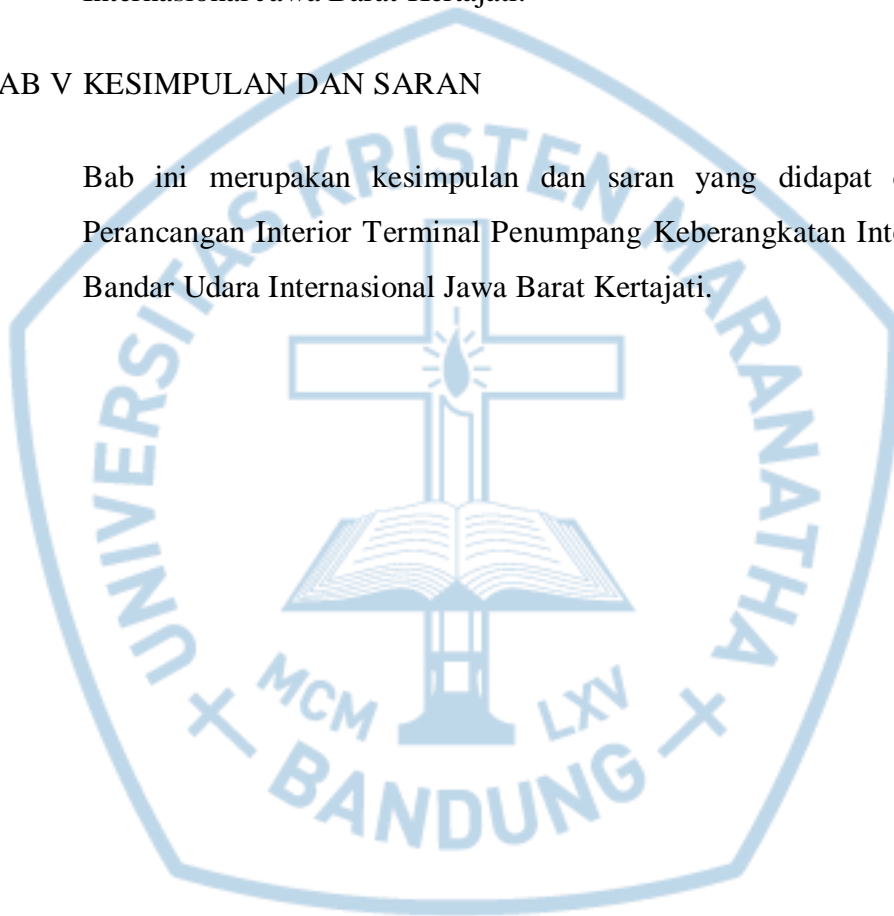 Internasional Jawa Barat Kertajati.
AB V KESIMPULAN DAN SARAN
Bab ini merupakan kesimpulan dan saran yang didapat
Perancangan Interior Terminal Penumpang Keberangkatan Inte
Bandar Udara Internasional Jawa Barat Kertajati.
UNIVERSITAS KRISTEN MARANATHA
MCM LXV
BANDUNG